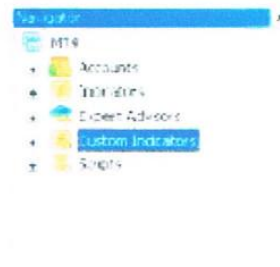 Navigator
MT4
Accounts
Indicators
Expert Advisors
Custom Indicators
Scripts